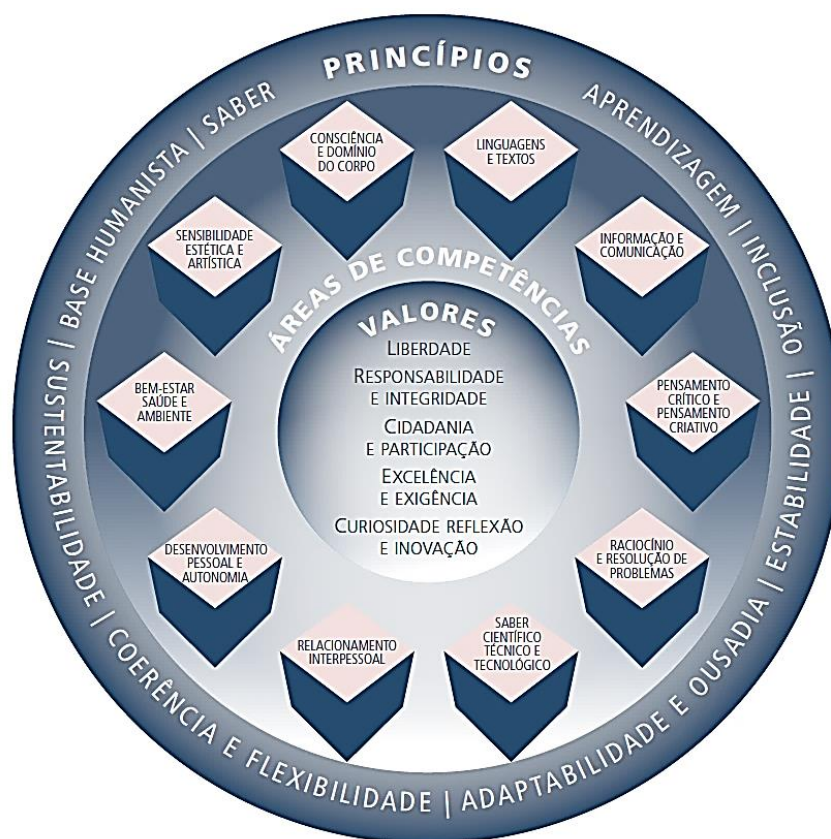 PRINCÍPIOS
APRENDIZAGEM | INCLUSÃO | ESTABILIDADE | ADAPTABILIDADE E OUSADIA | COERÊNCIA E FLEXIBILIDADE | SUSTENTABILIDADE | BASE HUMANISTA | SABER
ÁREAS DE COMPETÊNCIAS
LINGUAGENS
E TEXTOS
INFORMAÇÃO E
COMUNICAÇÃO
PENSAMENTO
CRÍTICO E
PENSAMENTO
CRIATIVO
RACIOCÍNIO
E RESOLUÇÃO DE
PROBLEMAS
SABER
CIENTÍFICO
TÉCNICO E
TECNOLÓGICO
RELACIONAMENTO
INTERPESSOAL
DESENVOLVIMENTO
PESSOAL E
AUTONOMIA
BEM-ESTAR
SAÚDE E
AMBIENTE
SENSIBILIDADE
ESTÉTICA E
ARTÍSTICA
CONSCIÊNCIA
E DOMÍNIO
DO CORPO
VALORES
LIBERDADE
RESPONSABILIDADE
E INTEGRIDADE
CIDADANIA
E PARTICIPAÇÃO
EXCELÊNCIA
E EXIGÊNCIA
CURIOSIDADE REFLEXÃO
E INOVAÇÃO